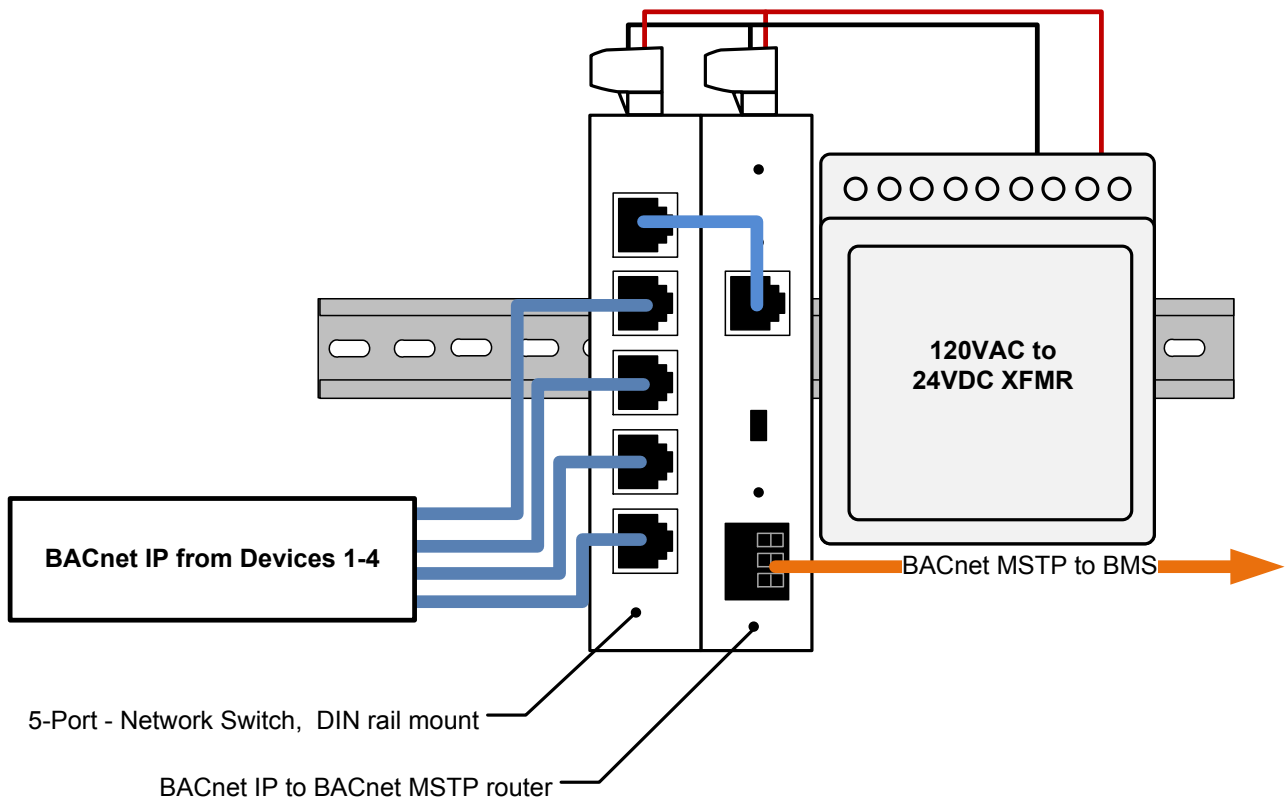 120VAC to
24VDC XFMR
BACnet IP from Devices 1-4
BACnet MSTP to BMS
5-Port - Network Switch, DIN rail mount
BACnet IP to BACnet MSTP router